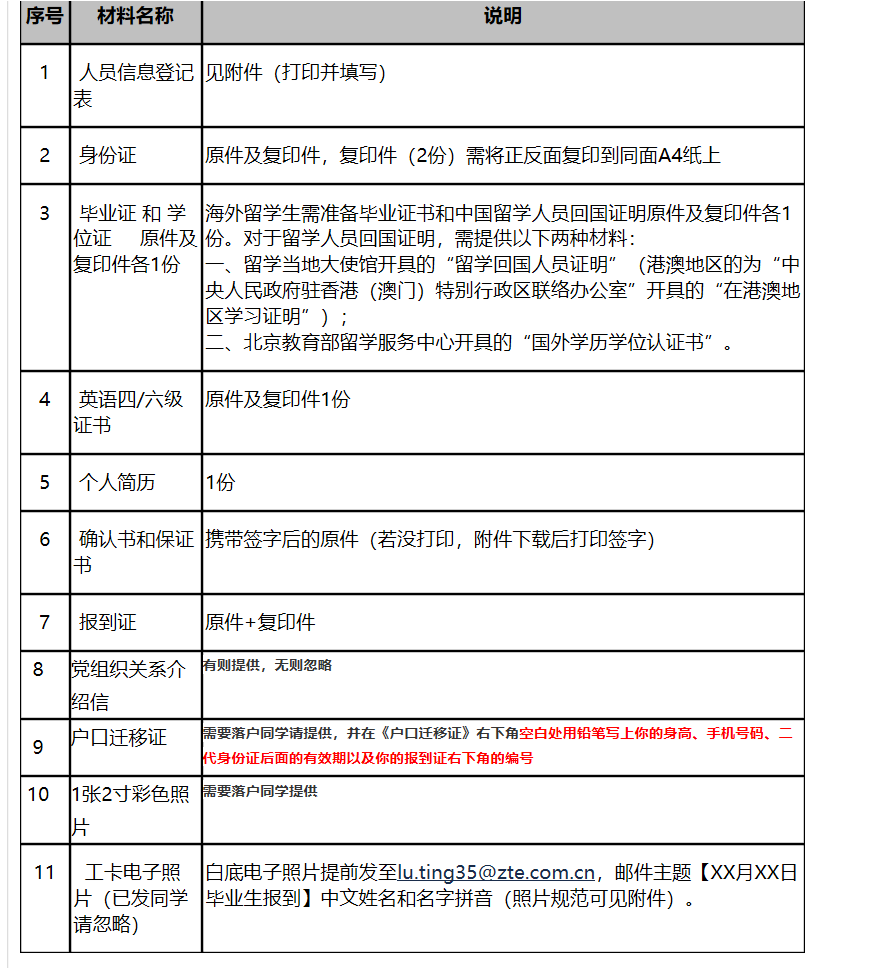 序号 材料名称 说明
1 人员信息登记 见附件（打印并填写）
表
2 身份证 原件及复印件，复印件（2份）需将正反面复印到同面A4纸上
3 毕业证 和 学 海外留学生需准备毕业证书和中国留学人员回国证明原件及复印件各1
位证 原件及 份。对于留学人员回国证明，需提供以下两种材料：
复印件各1份 一、留学当地大使馆开具的“留学回国人员证明”（港澳地区的为“中
央人民政府驻香港（澳门）特别行政区联络办公室”开具的“在港澳地
区学习证明”）；
二、北京教育部留学服务中心开具的“国外学历学位认证书”。
4 英语四/六级 原件及复印件1份
证书
5 个人简历 1份
6 确认书和保证 携带签字后的原件（若没打印，附件下载后打印签字）
书
7 报到证 原件+复印件
8 党组织关系介 有则提供，无则忽略
绍信
9 户口迁移证 需要落户同学请提供，并在《户口迁移证》右下角空白处用铅笔写上你的身高、手机号码、二
代身份证后面的有效期以及你的报到证右下角的编号
10 1张2寸彩色照 需要落户同学提供
片
11 工卡电子照 白底电子照片提前发至lu.ting35@zte.com.cn，邮件主题【XX月XX日
片（已发同学 毕业生报到】中文姓名和名字拼音（照片规范可见附件）。
请忽略）